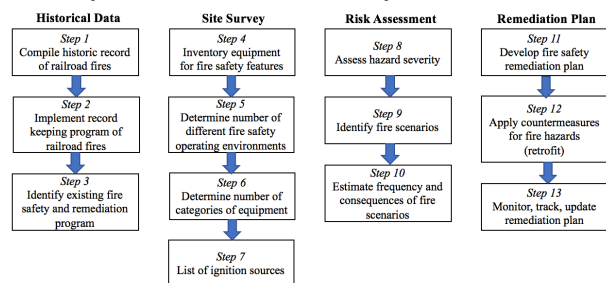 Historical Data
Step 1
Compile historic record
of railroad fires
Step 2
Implement record
keeping program of
railroad fires
Step 3
Identify existing fire
safety and remediation
program
Site Survey
Step 4
Inventory equipment
for fire safety features
Step 5
Determine number of
different fire safety
operating environments
Step 6
Determine number of
categories of equipment
Step 7
List of ignition sources
Risk Assessment
Step 8
Assess hazard severity
Step 9
Identify fire scenarios
Step 10
Estimate frequency and
consequences of fire
scenarios
Remediation Plan
Step 11
Develop fire safety
remediation plan
Step 12
Apply countermeasures
for fire hazards
(retrofit)
Step 13
Monitor, track, update
remediation plan